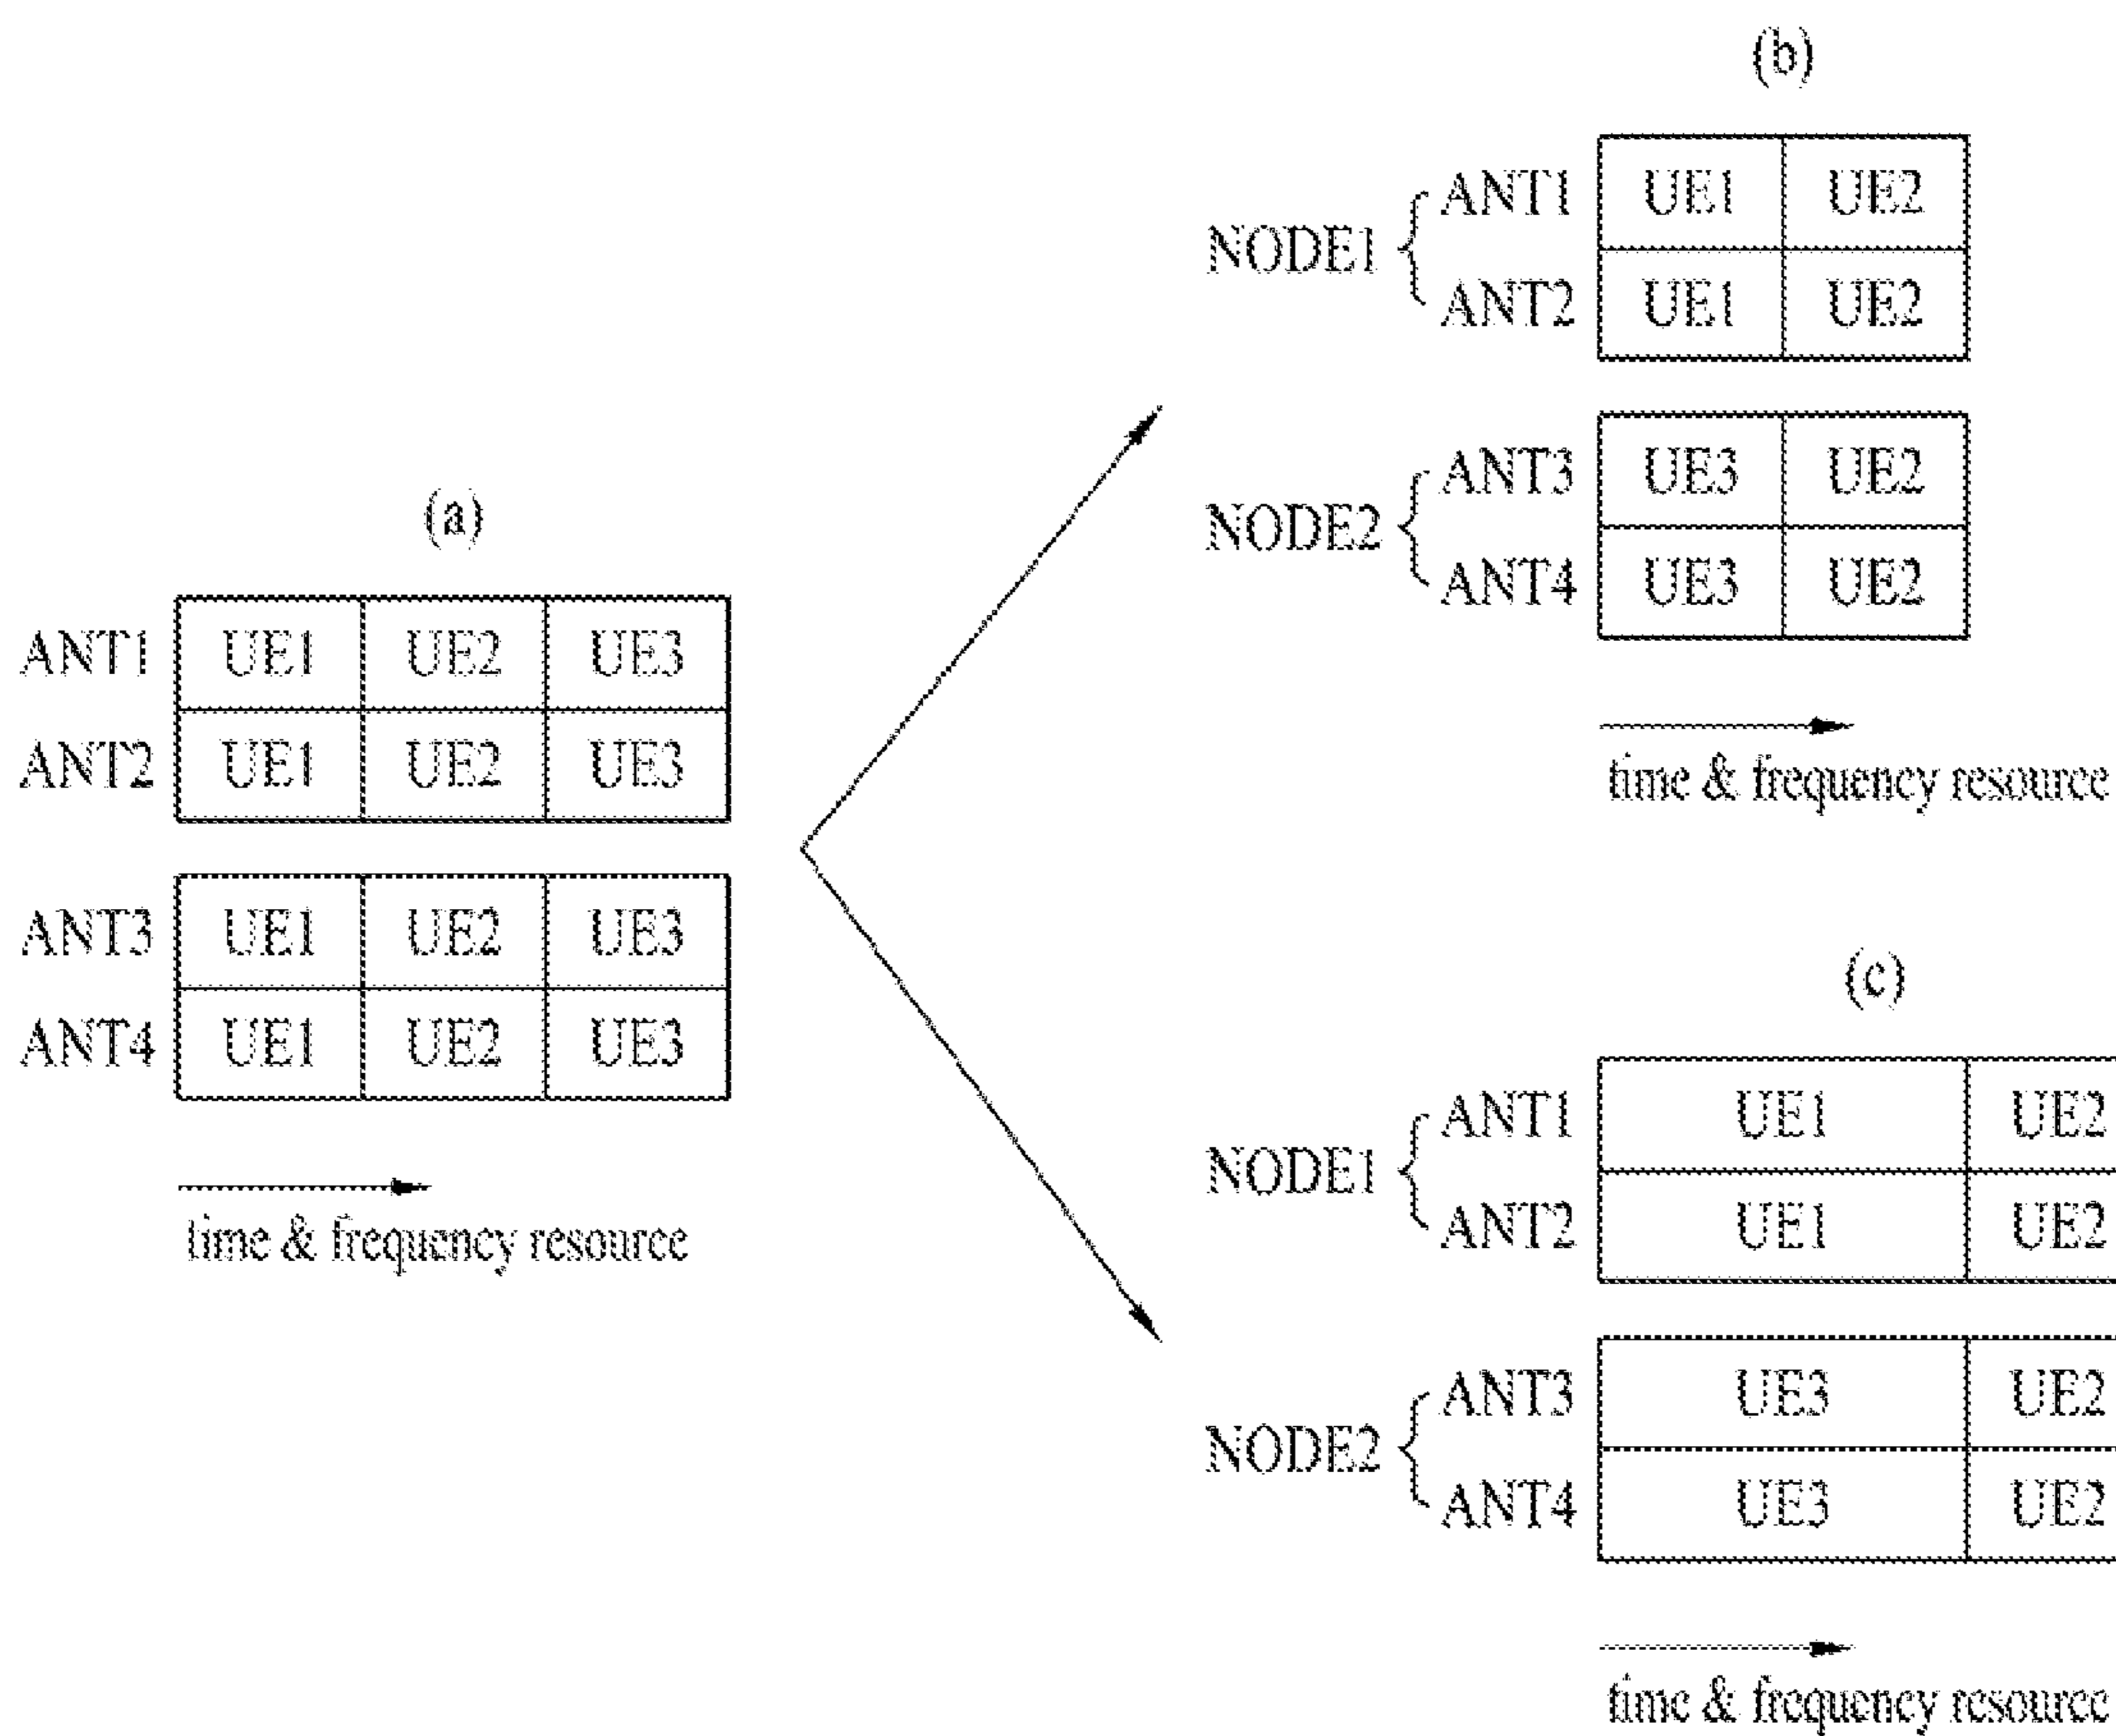 (a)
ANT1 UE1 UE2 UE3
ANT2 UE1 UE2 UE3
ANT3 UE1 UE2 UE3
ANT4 UE1 UE2 UE3
time & frequency resource
(b)
NODE1
ANT1 UE1 UE2
ANT2 UE1 UE2
NODE2
ANT3 UE3 UE2
ANT4 UE3 UE2
time & frequency resource
(c)
NODE1
ANT1 UE1 UE2
ANT2 UE1 UE2
NODE2
ANT3 UE3 UE2
ANT4 UE3 UE2
time & frequency resource